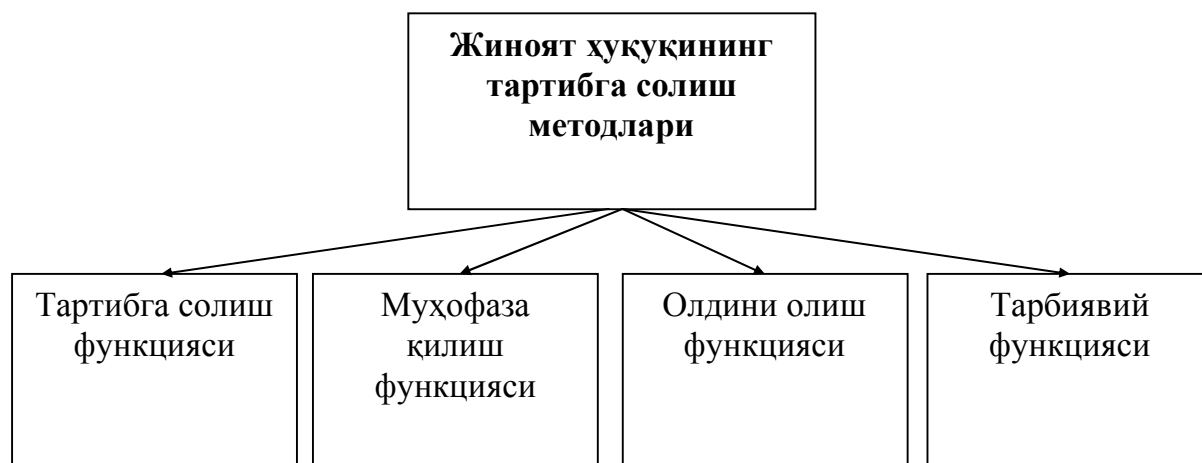 Жиноят ҳуқуқининг
тартибга солиш
методлари
Тартибга солиш
функцияси
Муҳофаза
қилиш
функцияси
Олдини олиш
функцияси
Тарбиявий
функцияси